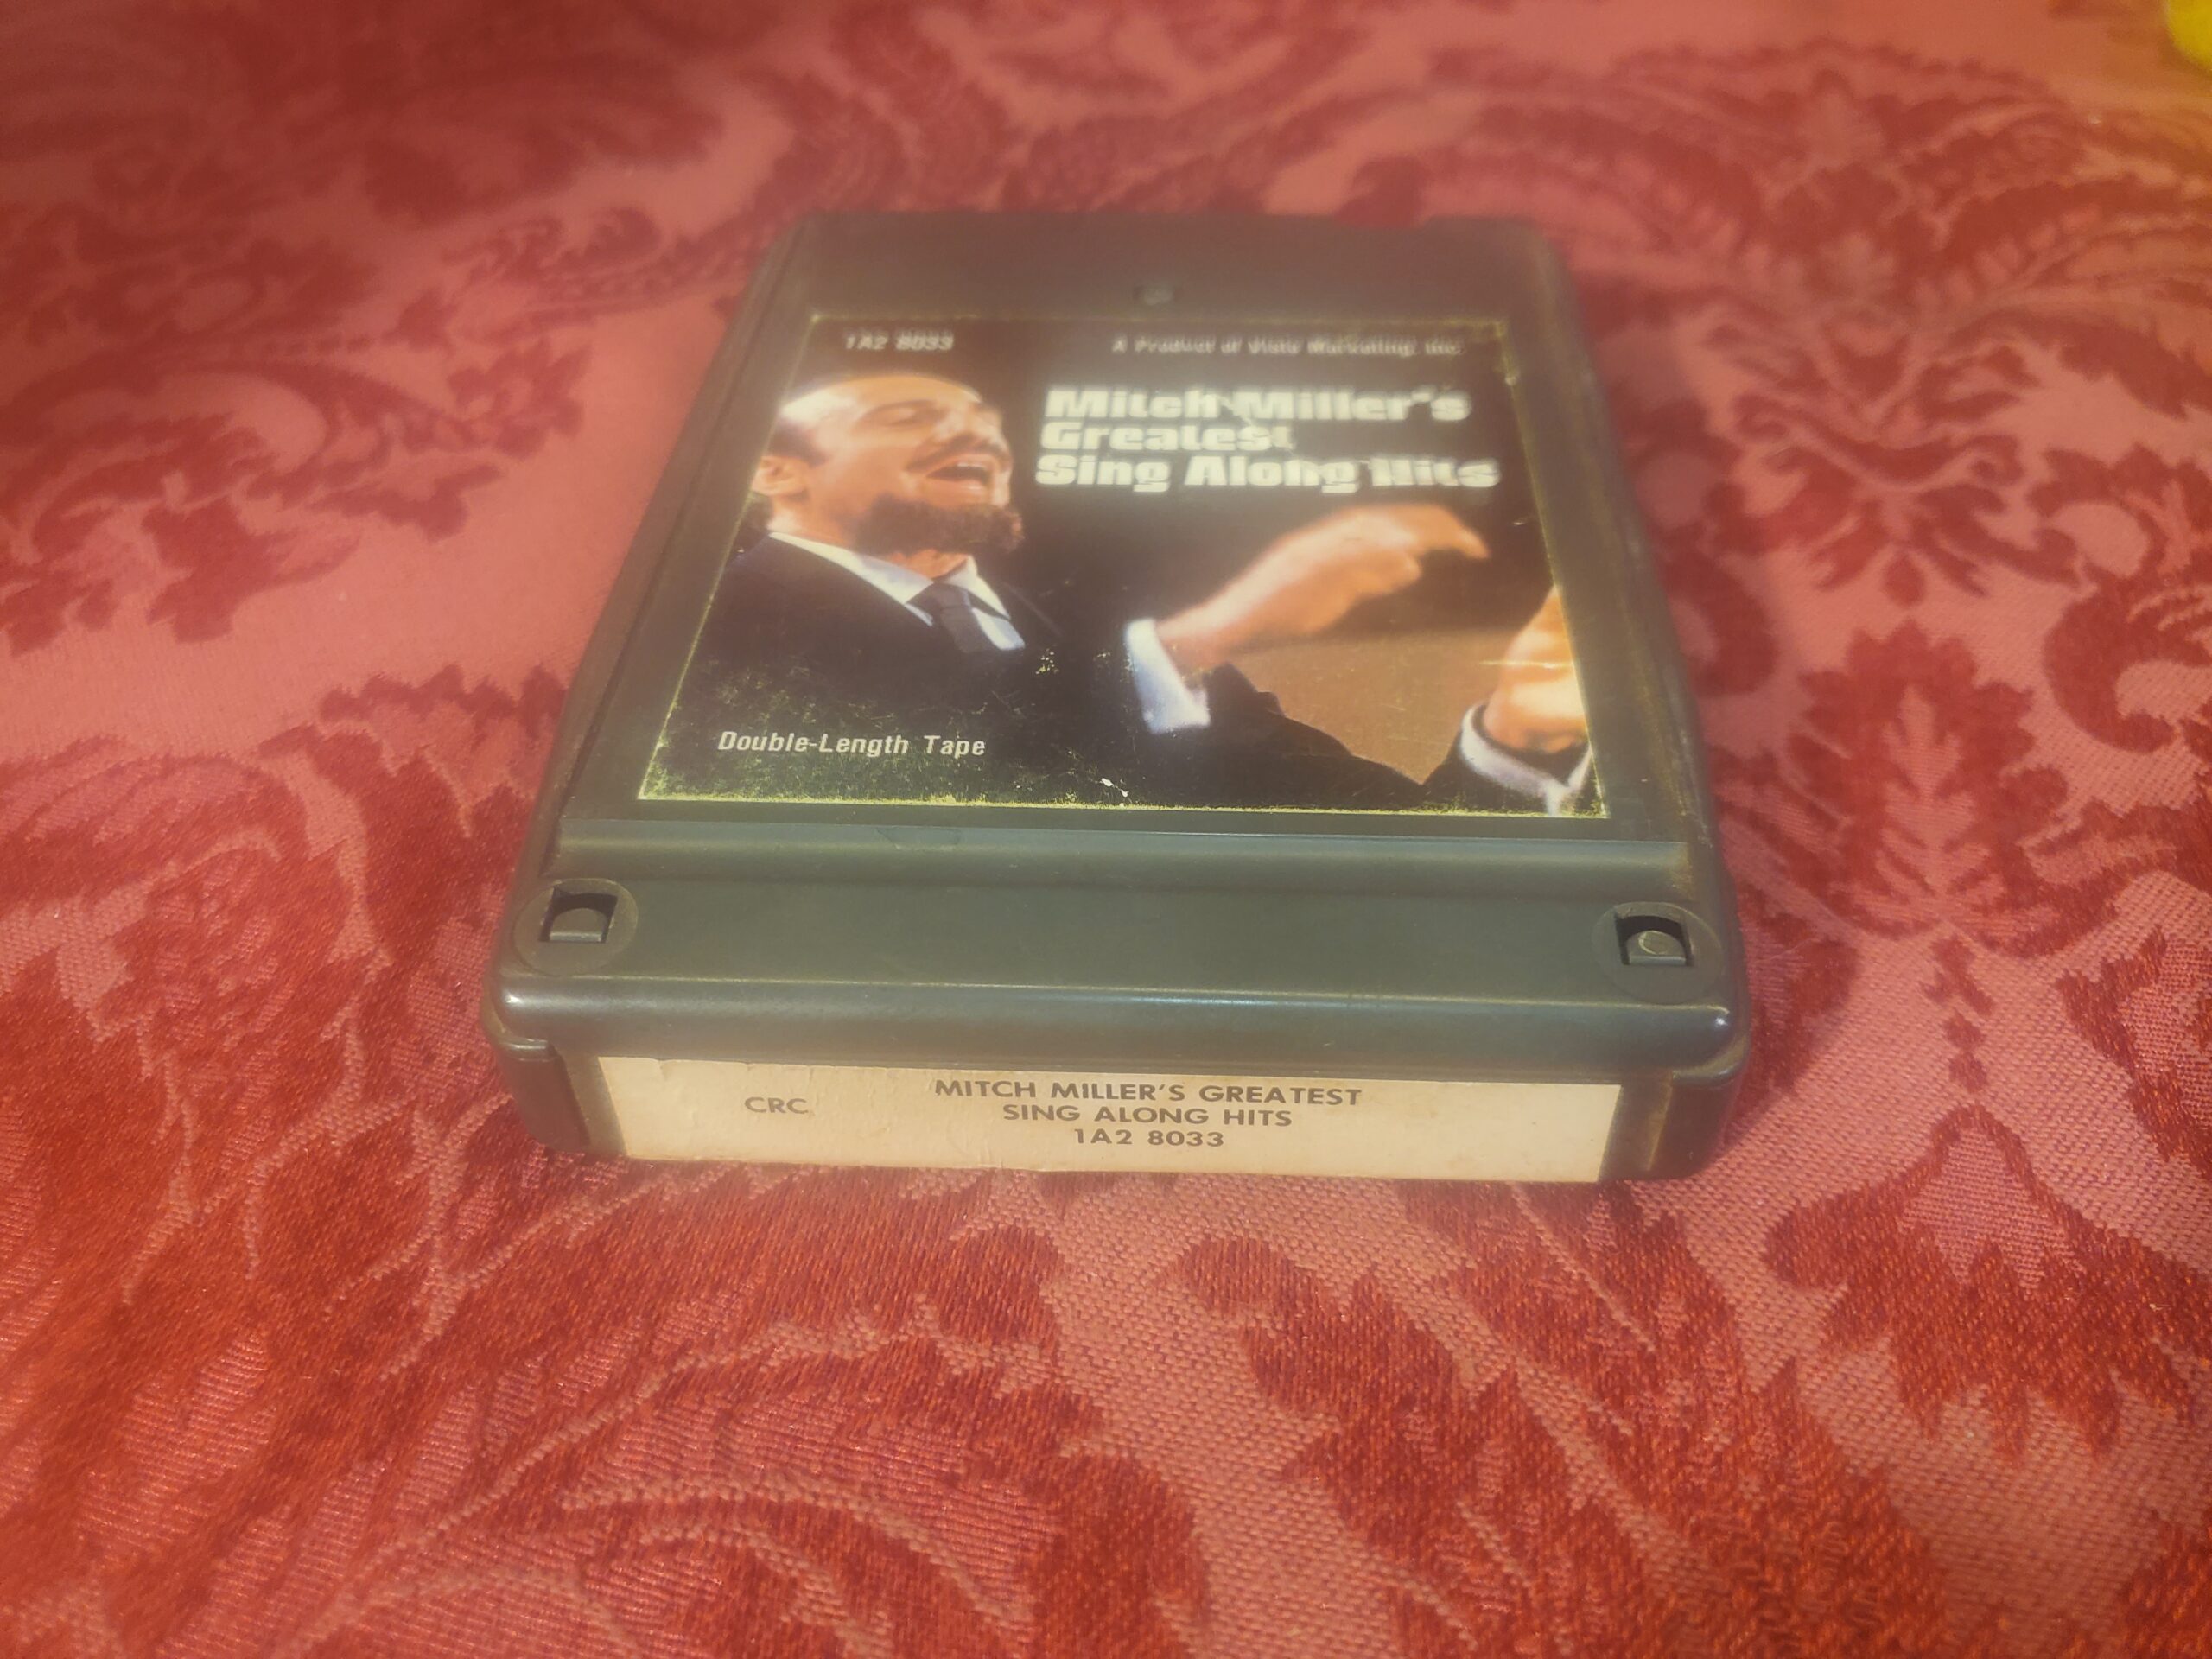 1A2 8033
A Product of Vista Marketing, Inc.
Mitch Miller's
Greatest
Sing Along Hits
Double-Length Tape
CRC
MITCH MILLER'S GREATEST
SING ALONG HITS
1A2 8033